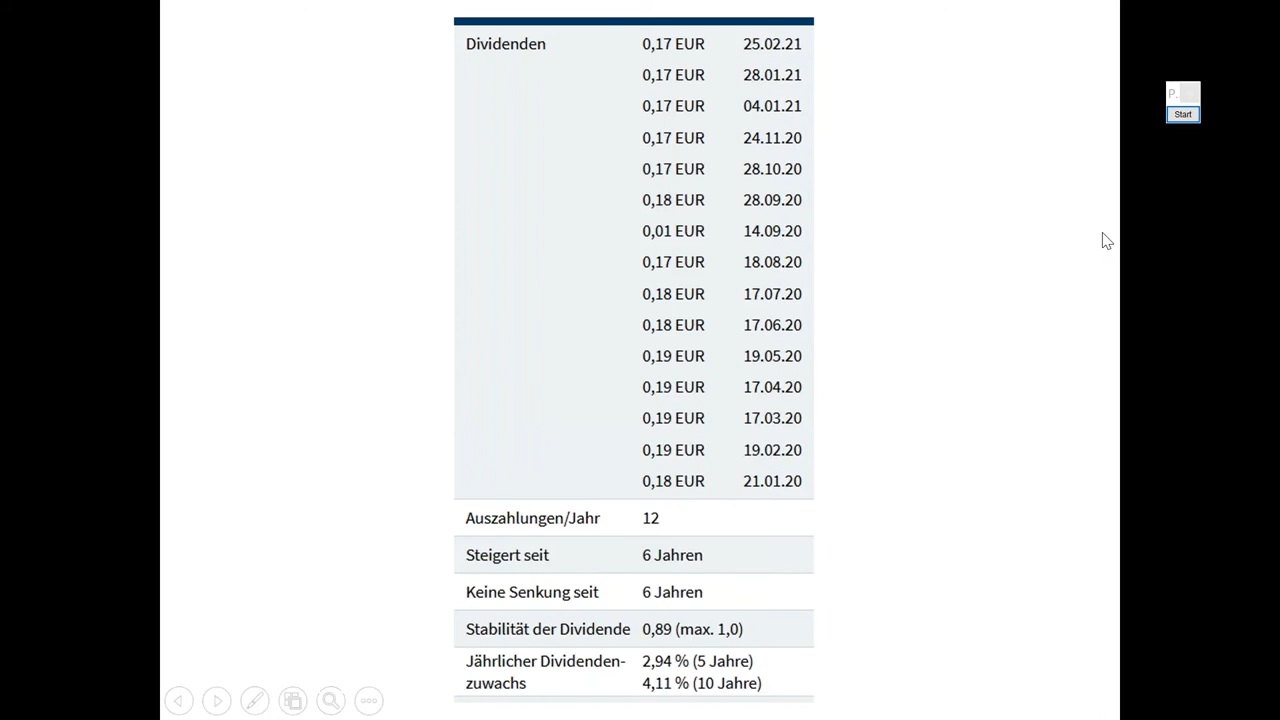 Dividenden 0,17 EUR 25.02.21
0,17 EUR 28.01.21
0,17 EUR 04.01.21
0,17 EUR 24.11.20
0,17 EUR 28.10.20
0,18 EUR 28.09.20
0,01 EUR 14.09.20
0,17 EUR 18.08.20
0,18 EUR 17.07.20
0,18 EUR 17.06.20
0,19 EUR 19.05.20
0,19 EUR 17.04.20
0,19 EUR 17.03.20
0,19 EUR 19.02.20
0,18 EUR 21.01.20
Auszahlungen/Jahr 12
Steigert seit 6 Jahren
Keine Senkung seit 6 Jahren
Stabilität der Dividende 0,89 (max. 1,0)
Jährlicher Dividenden- 2,94 % (5 Jahre)
zuwachs 4,11 % (10 Jahre)
P.
Start